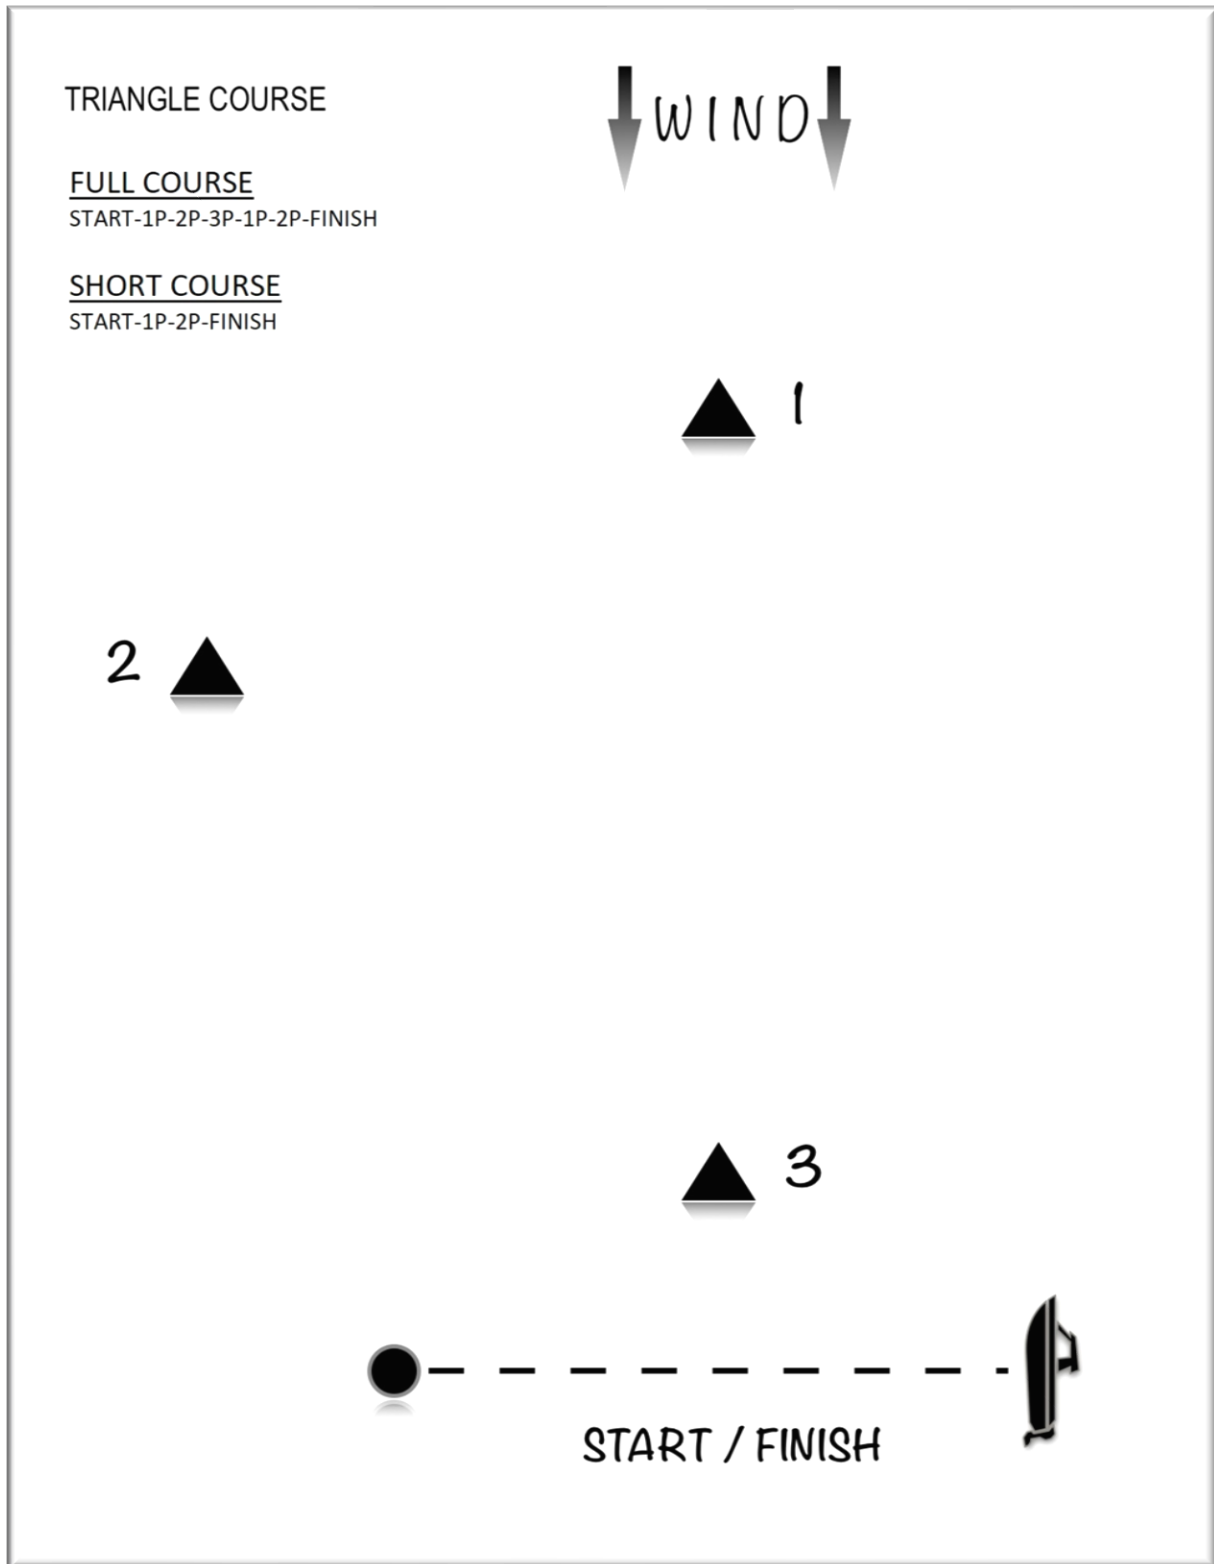 TRIANGLE COURSE
WIND
FULL COURSE
START-1P-2P-3P-1P-2P-FINISH
SHORT COURSE
START-1P-2P-FINISH
1
2
3
START / FINISH